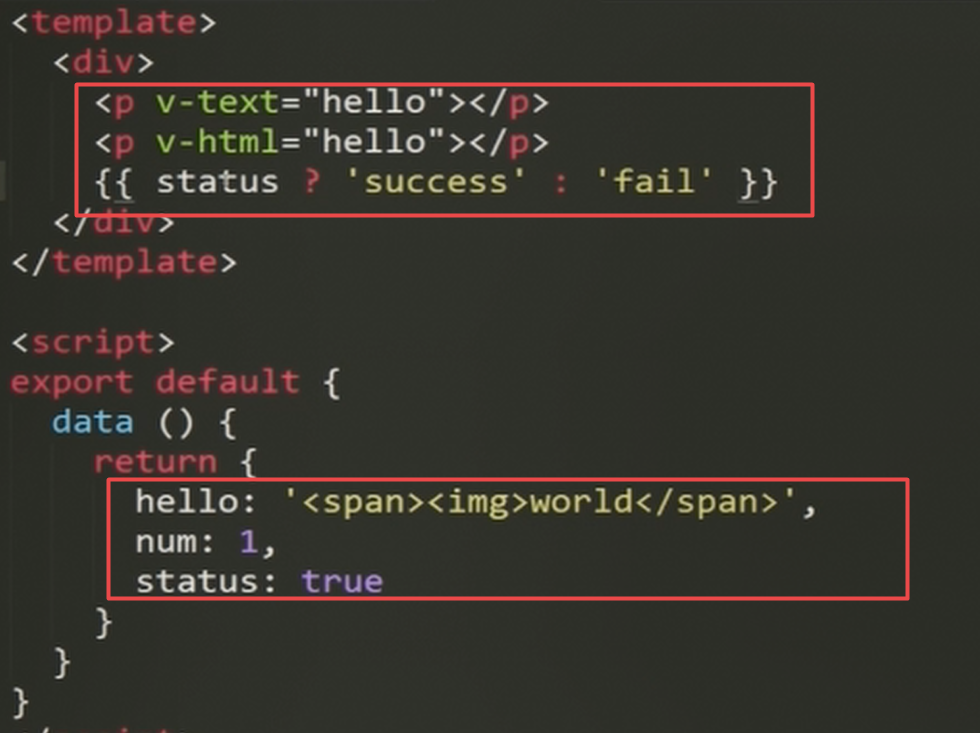 <template>
  <div>
    <p v-text="hello"></p>
    <p v-html="hello"></p>
    {{ status ? 'success' : 'fail' }}
  </div>
</template>

<script>
export default {
  data () {
    return {
      hello: '<span><img>world</span>',
      num: 1,
      status: true
    }
  }
}